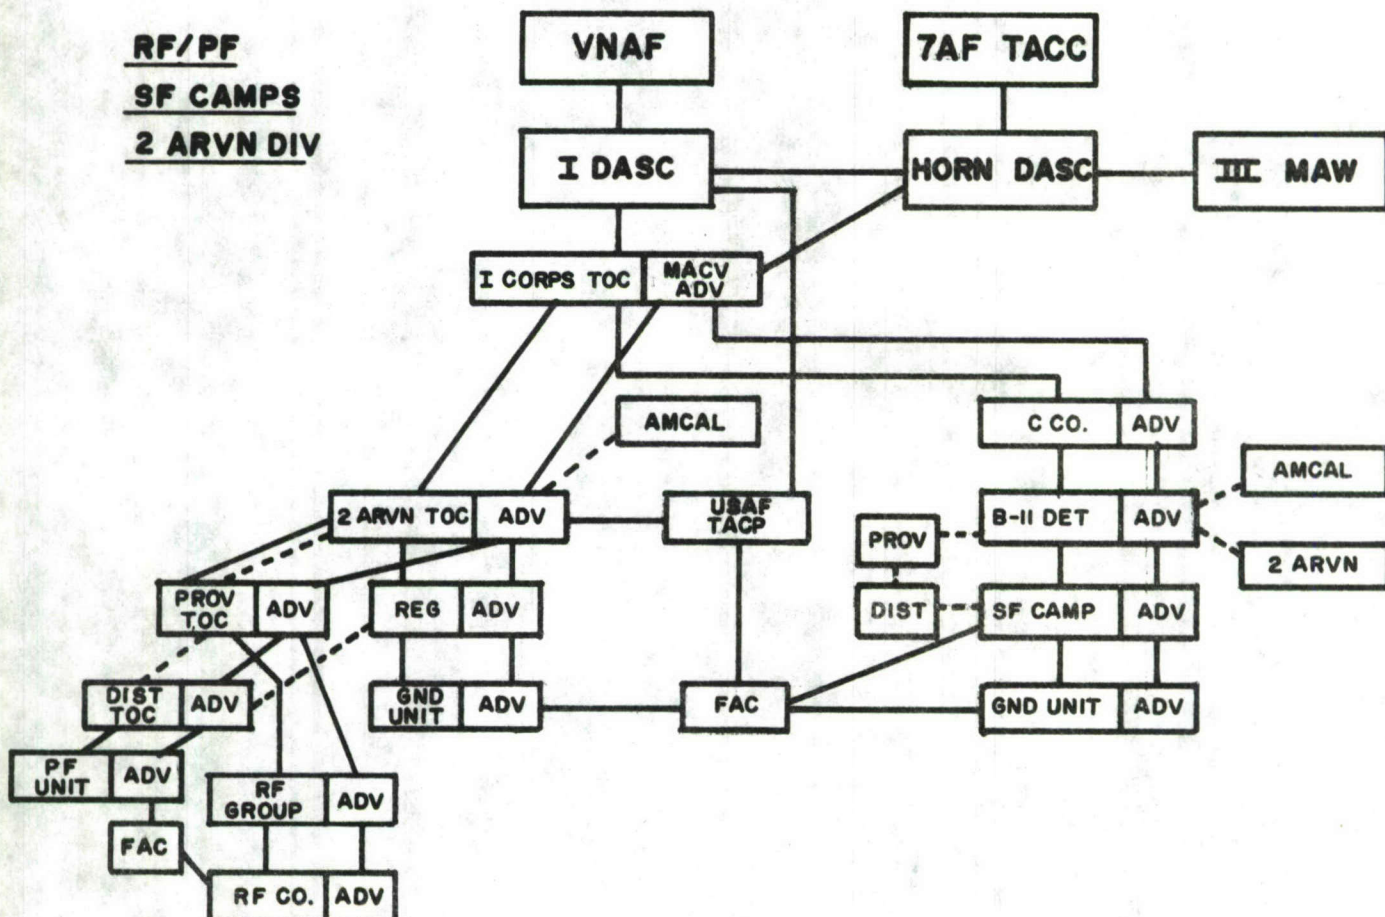 RF/PF
SF CAMPS
2 ARVN DIV
VNAF
7AF TACC
I DASC
HORN DASC
III MAW
I CORPS TOC
MACV
ADV
AMCAL
C CO.
ADV
AMCAL
2 ARVN TOC
ADV
USAF
TACP
PROV
B-11 DET
ADV
2 ARVN
PROV
TOC
ADV
REG
ADV
DIST
SF CAMP
ADV
DIST
TOC
ADV
GND
UNIT
ADV
FAC
GND UNIT
ADV
PF
UNIT
ADV
RF
GROUP
ADV
FAC
RF CO.
ADV